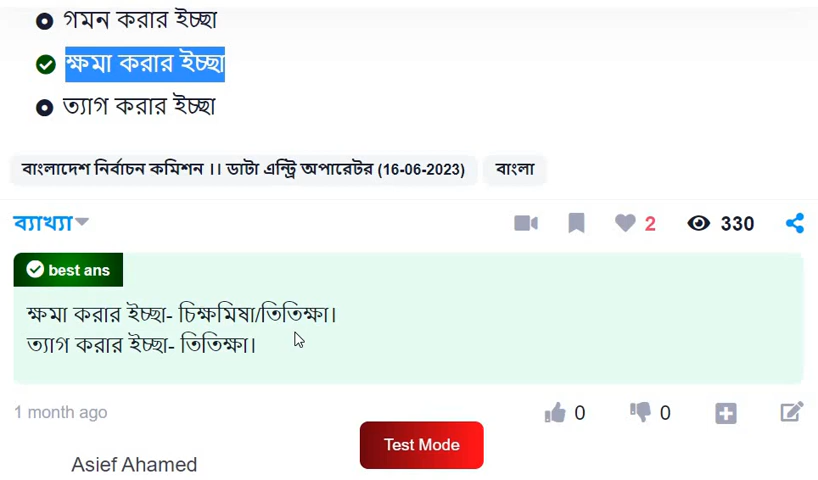 গমন করার ইচ্ছা
ক্ষমা করার ইচ্ছা
ত্যাগ করার ইচ্ছা
বাংলাদেশ নির্বাচন কমিশন ।। ডাটা এন্ট্রি অপারেটর (16-06-2023) বাংলা
ব্যাখ্যা 2 330
best ans
ক্ষমা করার ইচ্ছা- চিক্ষমিষা/তিতিক্ষা।
ত্যাগ করার ইচ্ছা- তিতিক্ষা।
1 month ago 0 0
Test Mode
Asief Ahamed